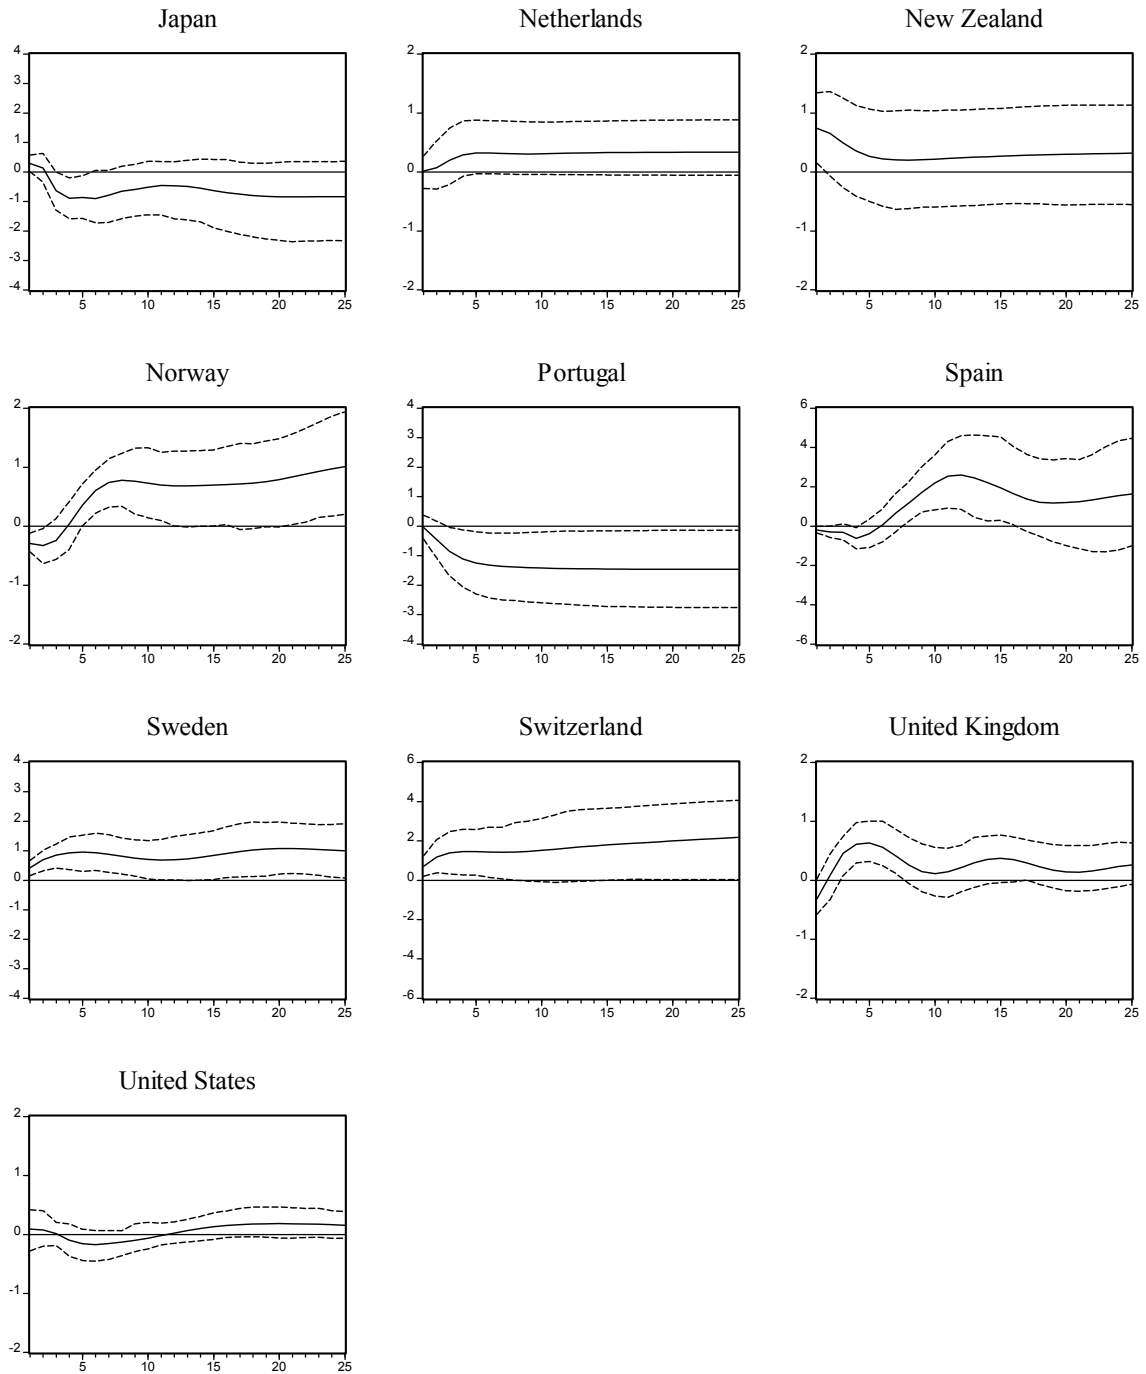 Japan Netherlands New Zealand
4 2 2
3
2 1 1
1
0 0 0
-1
-2 -1 -1
-3
-4 -2 -2
5 10 15 20 25 5 10 15 20 25 5 10 15 20 25
Norway Portugal Spain
2 4 6
3
1 2 4
1 2
0 0 0
-1 -2
-1 -2 -4
-3
-2 -4 -6
5 10 15 20 25 5 10 15 20 25 5 10 15 20 25
Sweden Switzerland United Kingdom
4 6 2
3 4
2 1
1 2
0 0 0
-1 -2
-2 -1
-3 -4
-4 -6 -2
5 10 15 20 25 5 10 15 20 25 5 10 15 20 25
United States
2
1
0
-1
-2
5 10 15 20 25